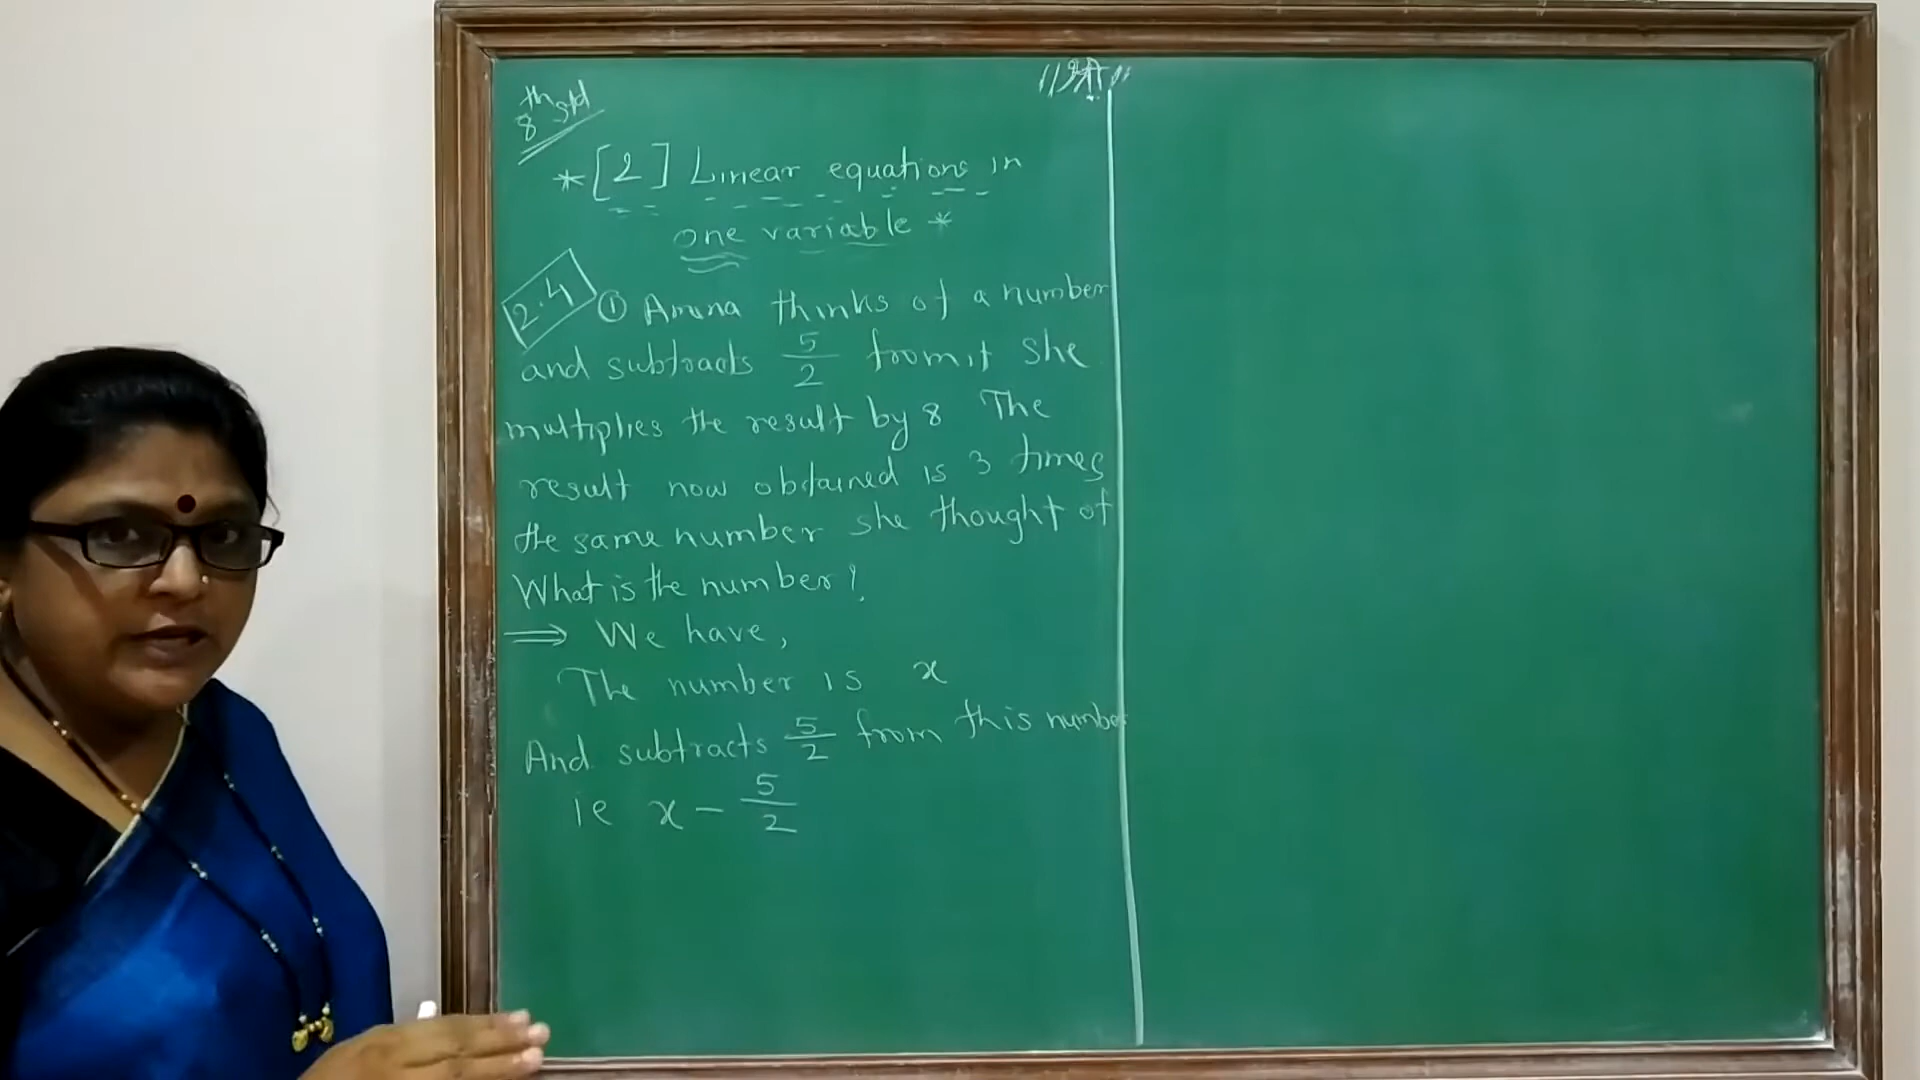 8th std
* [2] Linear equations in
one variable *
2.4 ① Amina thinks of a number
and subtracts 5/2 from it she
multiplies the result by 8 The
result now obtained is 3 times
the same number she thought of
What is the number?
⇒ We have,
The number is x
And subtracts 5/2 from this number
ie x - 5/2